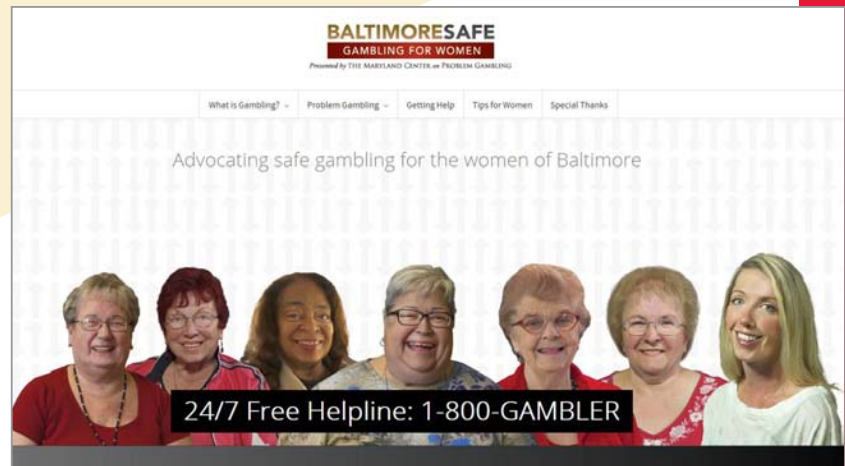 BALTIMORESAFE
GAMBLING FOR WOMEN
Presented by THE MARYLAND CENTER on PROBLEM GAMBLING
What is Gambling? Problem Gambling Getting Help Tips for Women Special Thanks
Advocating safe gambling for the women of Baltimore
24/7 Free Helpline: 1-800-GAMBLER